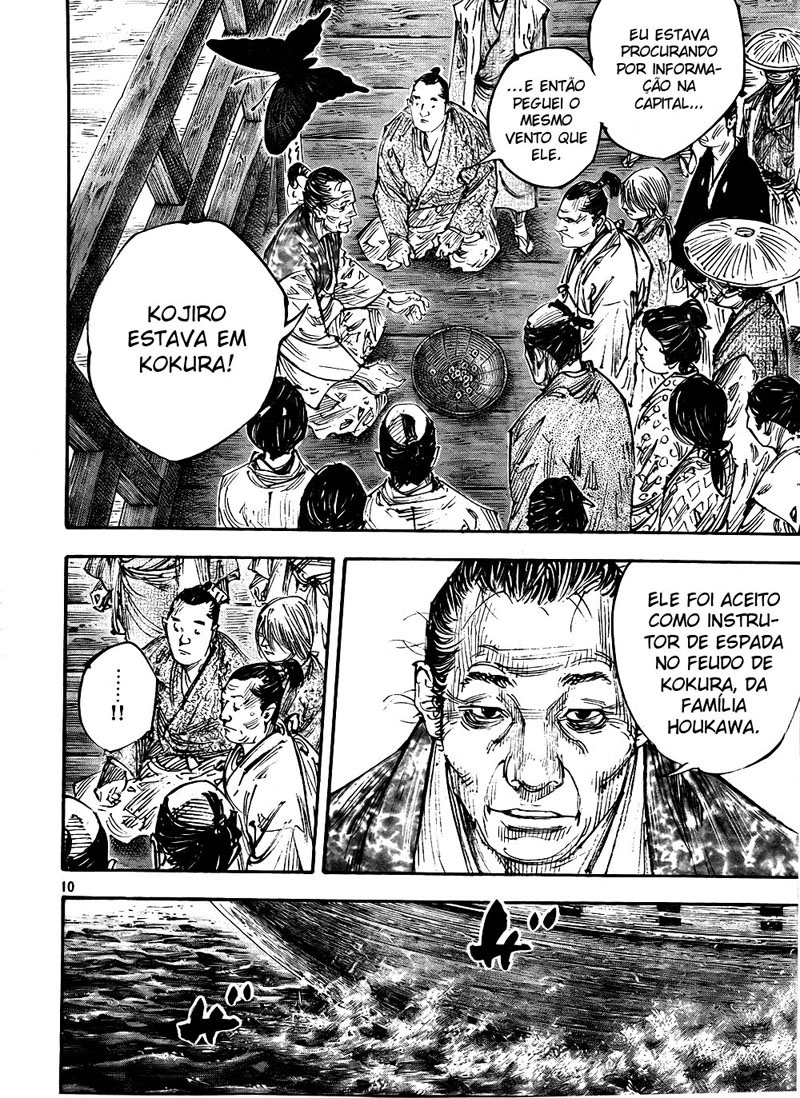 EU ESTAVA
PROCURANDO
POR INFORMA-
ÇÃO NA
CAPITAL...
...E ENTÃO
PEGUEI O
MESMO
VENTO QUE
ELE.
KOJIRO
ESTAVA EM
KOKURA!
ELE FOI ACEITO
COMO INSTRU-
TOR DE ESPADA
NO FEUDO DE
KOKURA, DA
FAMÍLIA
HOUKAWA.
......
!!
10